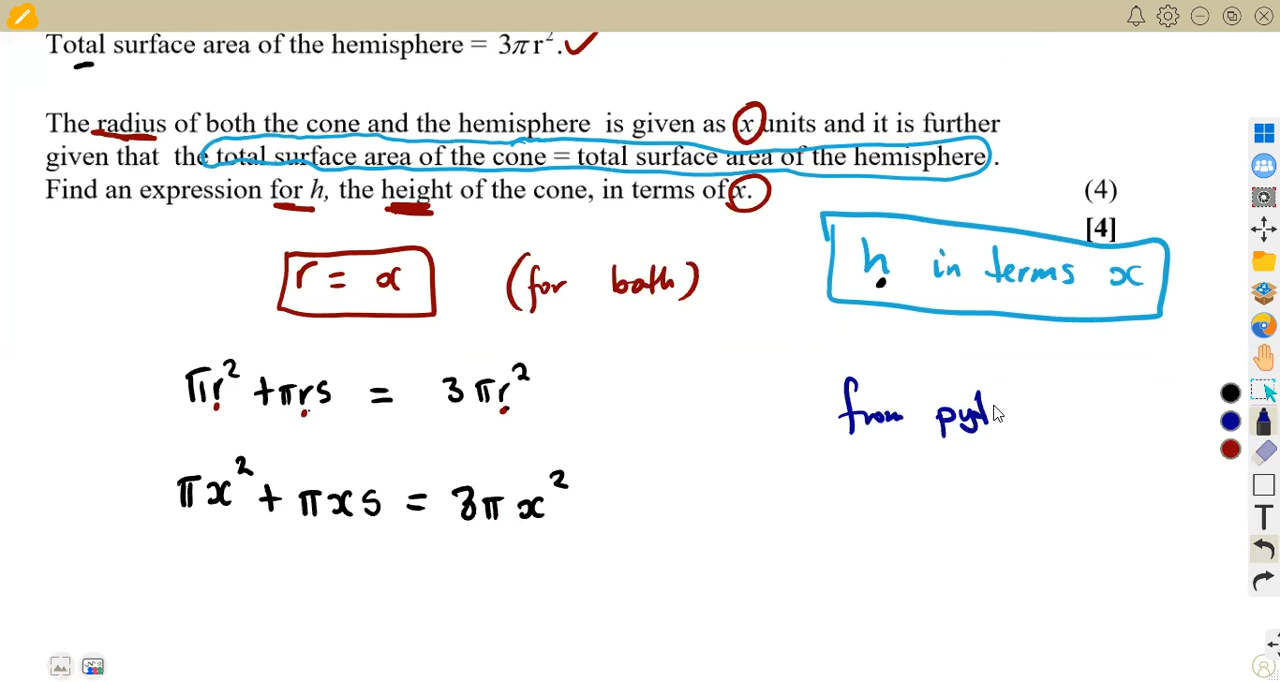 Total surface area of the hemisphere = 3πr².
The radius of both the cone and the hemisphere is given as x units and it is further
given that the total surface area of the cone = total surface area of the hemisphere.
Find an expression for h, the height of the cone, in terms of x. (4)
[4]
r = x (for both)
h in terms x
πr² + πrs = 3πr²
from pyt
πx² + πxs = 3πx²